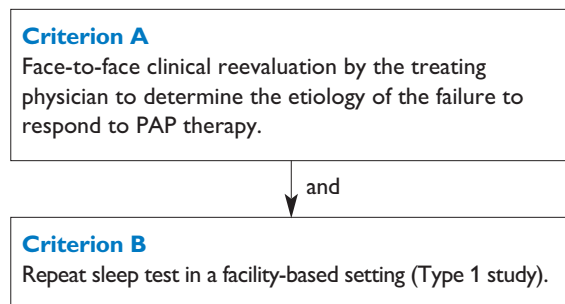 Criterion A
Face-to-face clinical reevaluation by the treating
physician to determine the etiology of the failure to
respond to PAP therapy.
and
Criterion B
Repeat sleep test in a facility-based setting (Type 1 study).